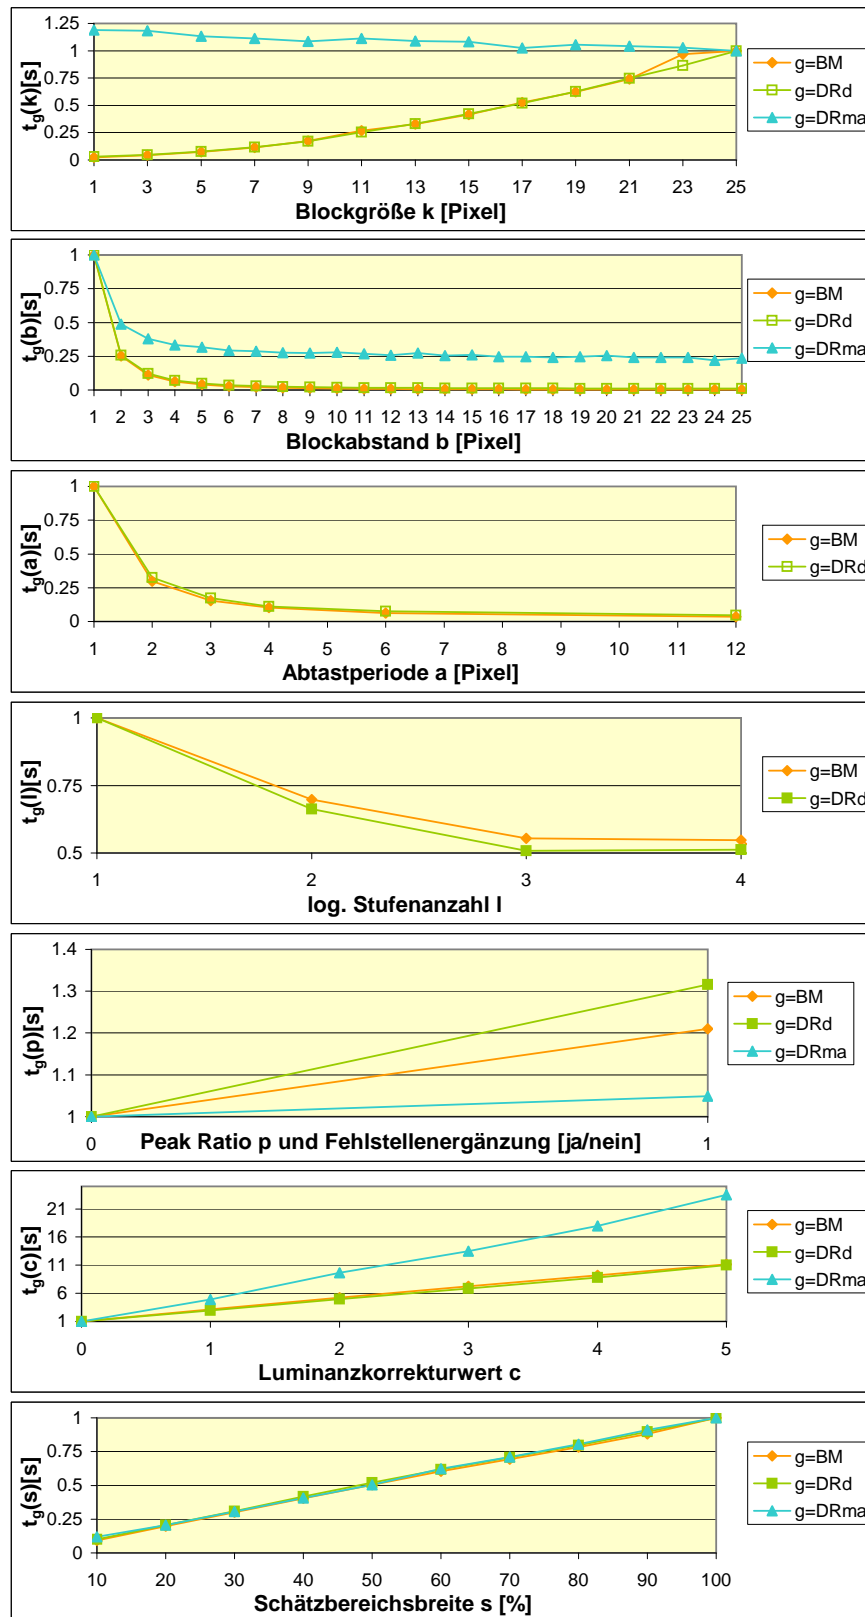 1.25
1
0.75
0.5
0.25
0
tg(k)[s]
1 3 5 7 9 11 13 15 17 19 21 23 25
Blockgröße k [Pixel]
g=BM
g=DRd
g=DRma
1
0.75
0.5
0.25
0
tg(b)[s]
1 2 3 4 5 6 7 8 9 10 11 12 13 14 15 16 17 18 19 20 21 22 23 24 25
Blockabstand b [Pixel]
g=BM
g=DRd
g=DRma
1
0.75
0.5
0.25
0
tg(a)[s]
1 2 3 4 5 6 7 8 9 10 11 12
Abtastperiode a [Pixel]
g=BM
g=DRd
1
0.75
0.5
tg(l)[s]
1 2 3 4
log. Stufenanzahl l
g=BM
g=DRd
1.4
1.3
1.2
1.1
1
tg(p)[s]
0 1
Peak Ratio p und Fehlstellenergänzung [ja/nein]
g=BM
g=DRd
g=DRma
21
16
11
6
1
tg(c)[s]
0 1 2 3 4 5
Luminanzkorrekturwert c
g=BM
g=DRd
g=DRma
1
0.75
0.5
0.25
0
tg(s)[s]
10 20 30 40 50 60 70 80 90 100
Schätzbereichsbreite s [%]
g=BM
g=DRd
g=DRma